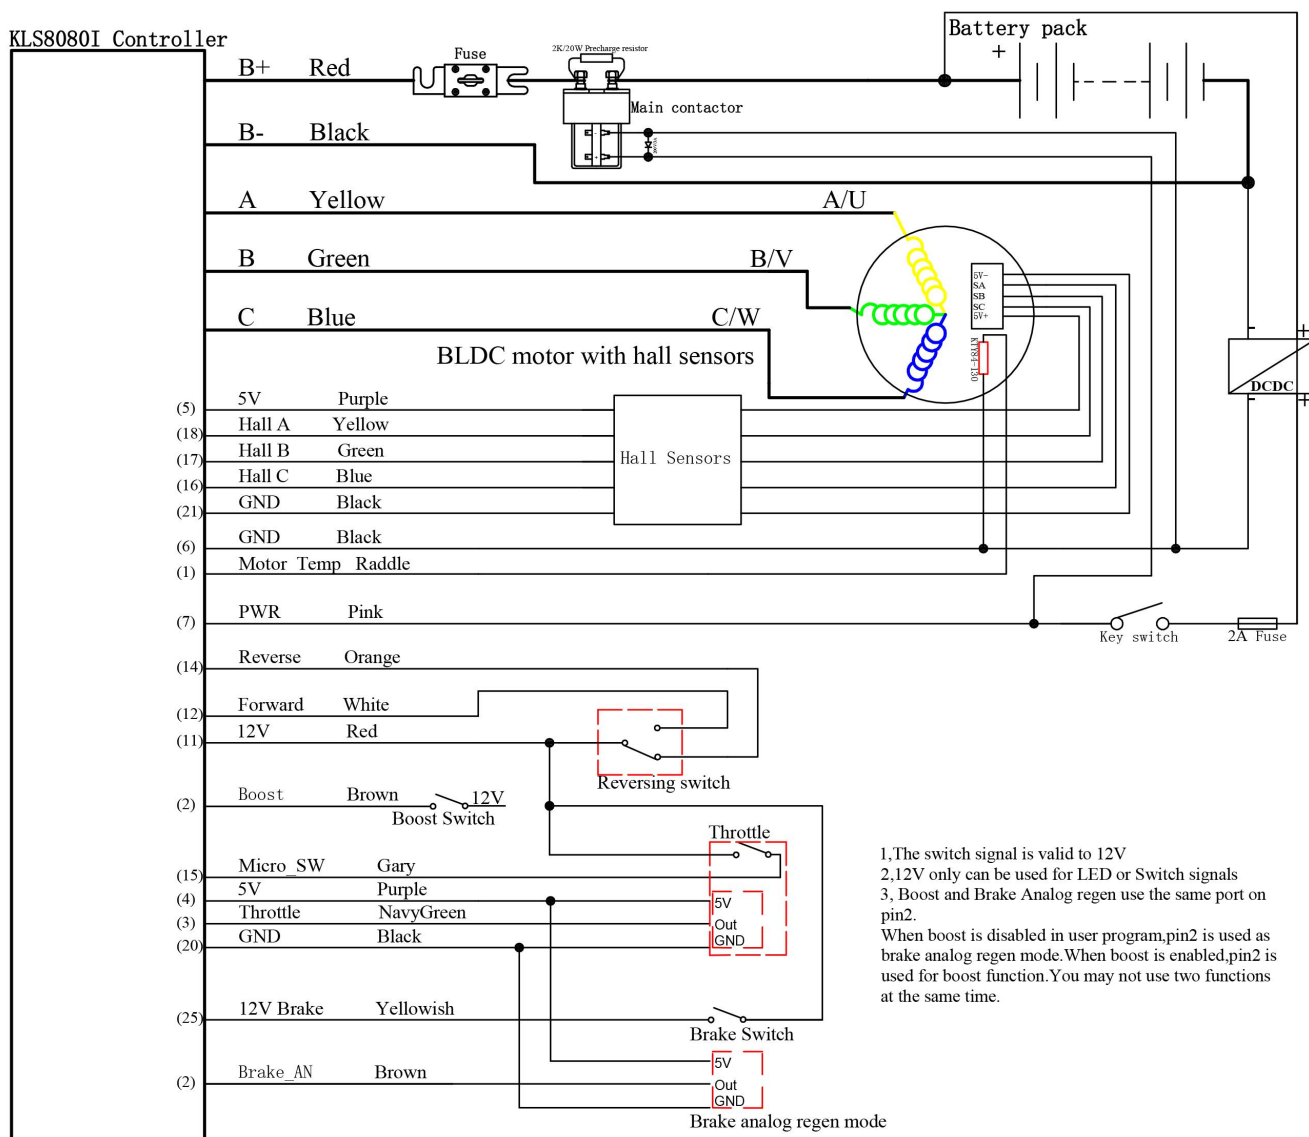 KLS8080I Controller
Battery pack
+
2K/20W Precharge resistor
Fuse
B+ Red
Main contactor
B- Black
-
+
A Yellow A/U
B Green B/V
C Blue C/W
BLDC motor with hall sensors
5V-
SA
SB
SC
5V+
KTY84-130
- +
DCDC
- +
(5) 5V Purple
(18) Hall A Yellow
(17) Hall B Green
Hall Sensors
(16) Hall C Blue
(21) GND Black
(6) GND Black
(1) Motor Temp Raddle
(7) PWR Pink
Key switch
2A Fuse
(14) Reverse Orange
(12) Forward White
(11) 12V Red
Reversing switch
(2) Boost Brown 12V
Boost Switch
Throttle
(15) Micro_SW Gary
(4) 5V Purple
5V
(3) Throttle NavyGreen
Out
(20) GND Black
GND
(25) 12V Brake Yellowish
Brake Switch
5V
(2) Brake_AN Brown
Out
GND
Brake analog regen mode
1,The switch signal is valid to 12V
2,12V only can be used for LED or Switch signals
3, Boost and Brake Analog regen use the same port on
pin2.
When boost is disabled in user program,pin2 is used as
brake analog regen mode.When boost is enabled,pin2 is
used for boost function.You may not use two functions
at the same time.